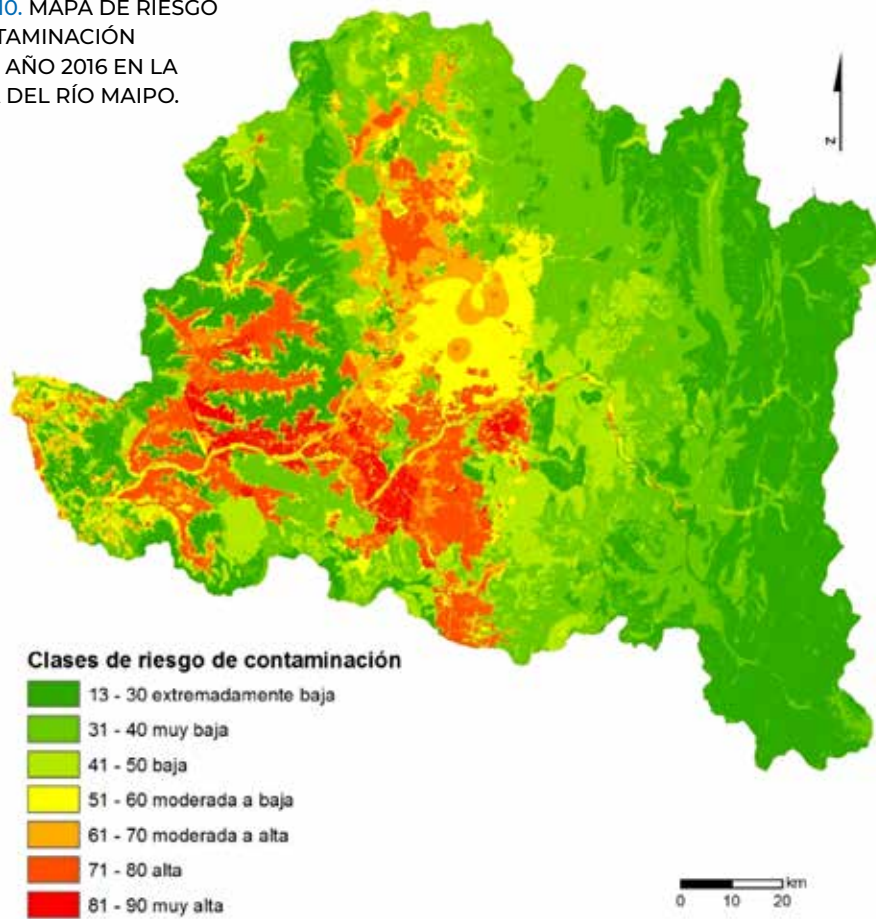 10. MAPA DE RIESGO
TAMINACIÓN
AÑO 2016 EN LA
DEL RÍO MAIPO.
N
Clases de riesgo de contaminación
13 - 30 extremadamente baja
31 - 40 muy baja
41 - 50 baja
51 - 60 moderada a baja
61 - 70 moderada a alta
71 - 80 alta
81 - 90 muy alta
km
0 10 20